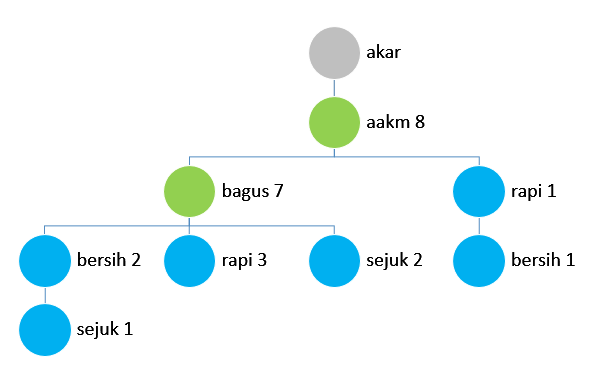 akar
aakm 8
bagus 7
rapi 1
bersih 2
rapi 3
sejuk 2
bersih 1
sejuk 1